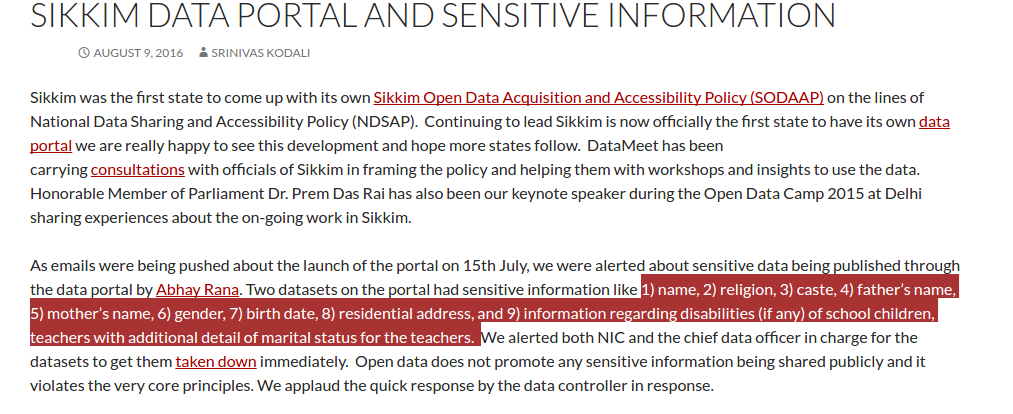 SIKKIM DATA PORTAL AND SENSITIVE INFORMATION
AUGUST 9, 2016 SRINIVAS KODALI
Sikkim was the first state to come up with its own Sikkim Open Data Acquisition and Accessibility Policy (SODAAP) on the lines of
National Data Sharing and Accessibility Policy (NDSAP).  Continuing to lead Sikkim is now officially the first state to have its own data
portal we are really happy to see this development and hope more states follow.  DataMeet has been
carrying consultations with officials of Sikkim in framing the policy and helping them with workshops and insights to use the data.
Honorable Member of Parliament Dr. Prem Das Rai has also been our keynote speaker during the Open Data Camp 2015 at Delhi
sharing experiences about the on-going work in Sikkim.
As emails were being pushed about the launch of the portal on 15th July, we were alerted about sensitive data being published through
the data portal by Abhay Rana. Two datasets on the portal had sensitive information like 1) name, 2) religion, 3) caste, 4) father's name,
5) mother's name, 6) gender, 7) birth date, 8) residential address, and 9) information regarding disabilities (if any) of school children,
teachers with additional detail of marital status for the teachers.  We alerted both NIC and the chief data officer in charge for the
datasets to get them taken down immediately.  Open data does not promote any sensitive information being shared publicly and it
violates the very core principles. We applaud the quick response by the data controller in response.